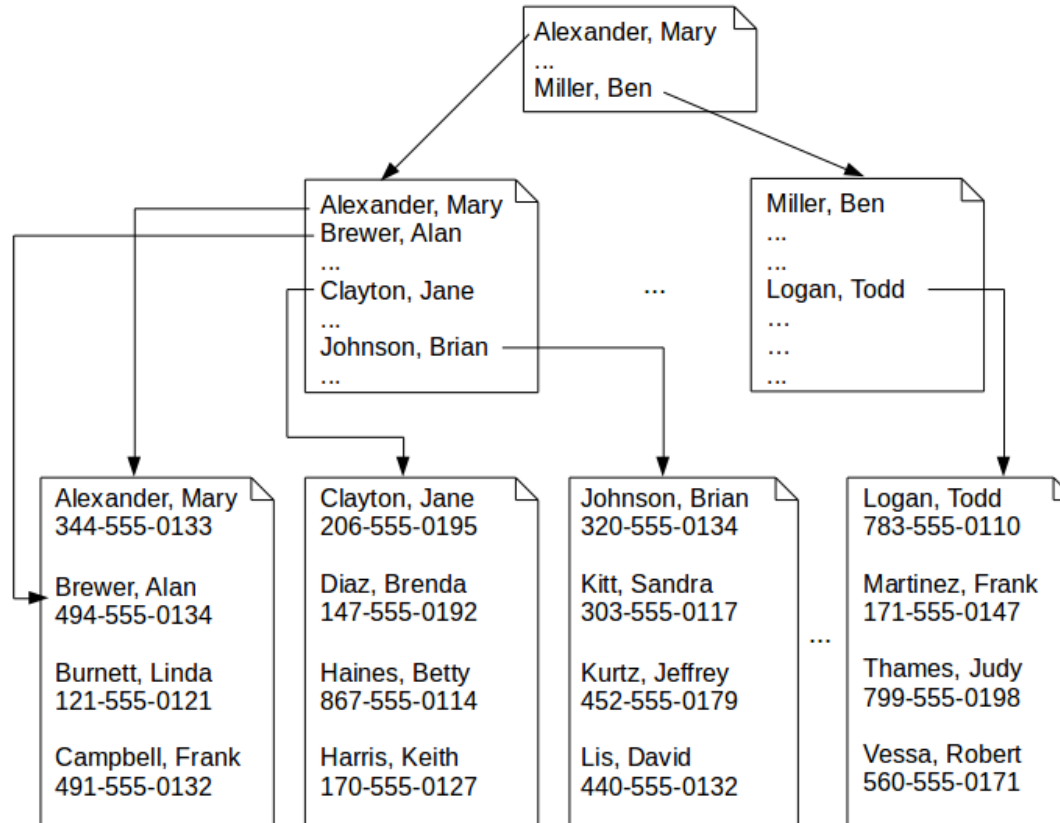 Alexander, Mary
...
Miller, Ben
Alexander, Mary
Brewer, Alan
...
Clayton, Jane
...
Johnson, Brian
...
...
Miller, Ben
...
...
Logan, Todd
...
...
...
Alexander, Mary
344-555-0133
Brewer, Alan
494-555-0134
Burnett, Linda
121-555-0121
Campbell, Frank
491-555-0132
Clayton, Jane
206-555-0195
Diaz, Brenda
147-555-0192
Haines, Betty
867-555-0114
Harris, Keith
170-555-0127
Johnson, Brian
320-555-0134
Kitt, Sandra
303-555-0117
Kurtz, Jeffrey
452-555-0179
Lis, David
440-555-0132
...
Logan, Todd
783-555-0110
Martinez, Frank
171-555-0147
Thames, Judy
799-555-0198
Vessa, Robert
560-555-0171